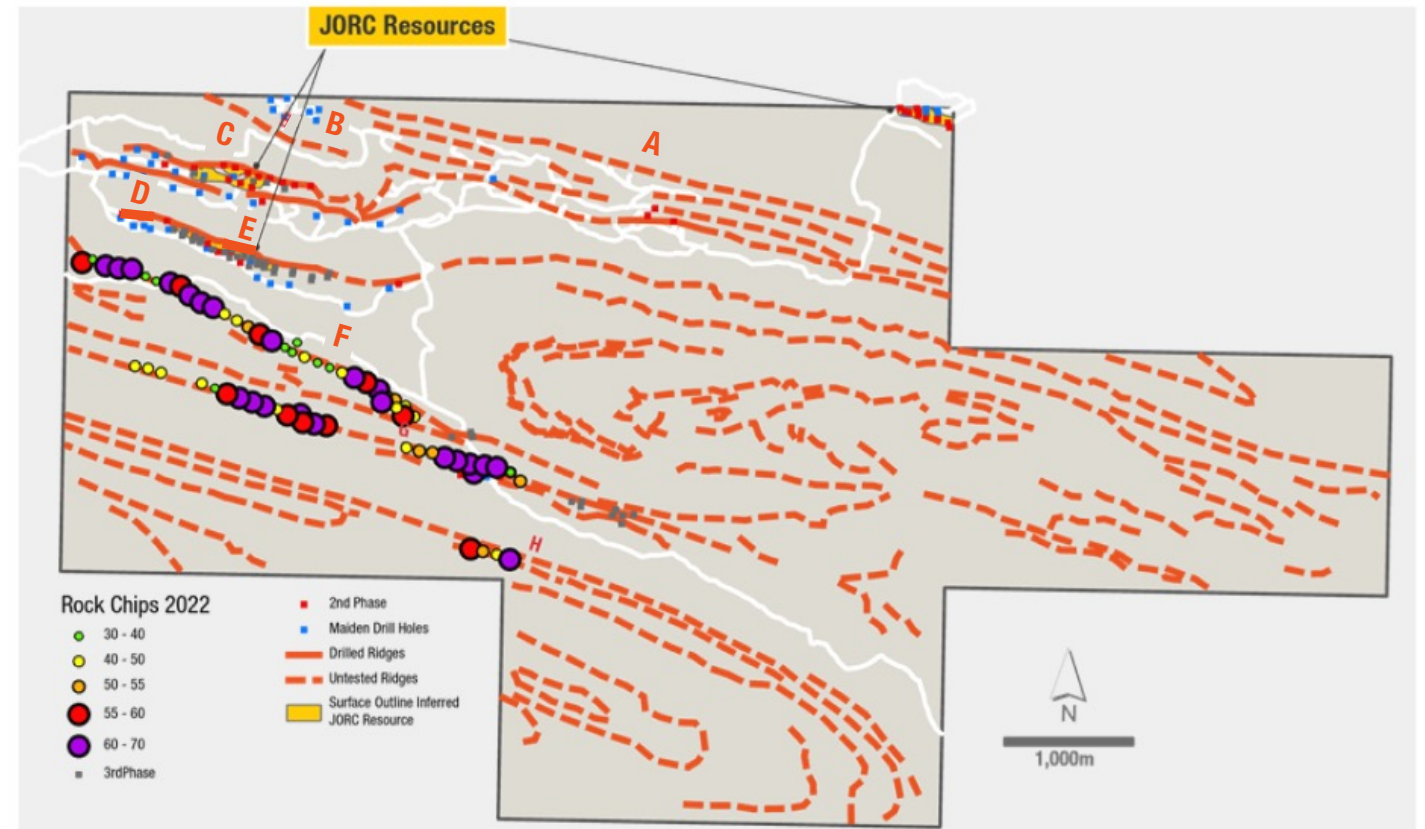 JORC Resources
A
B
C
D
E
F
G
H
Rock Chips 2022
30 - 40
40 - 50
50 - 55
55 - 60
60 - 70
3rdPhase
2nd Phase
Maiden Drill Holes
Drilled Ridges
Untested Ridges
Surface Outline Inferred
JORC Resource
N
1,000m